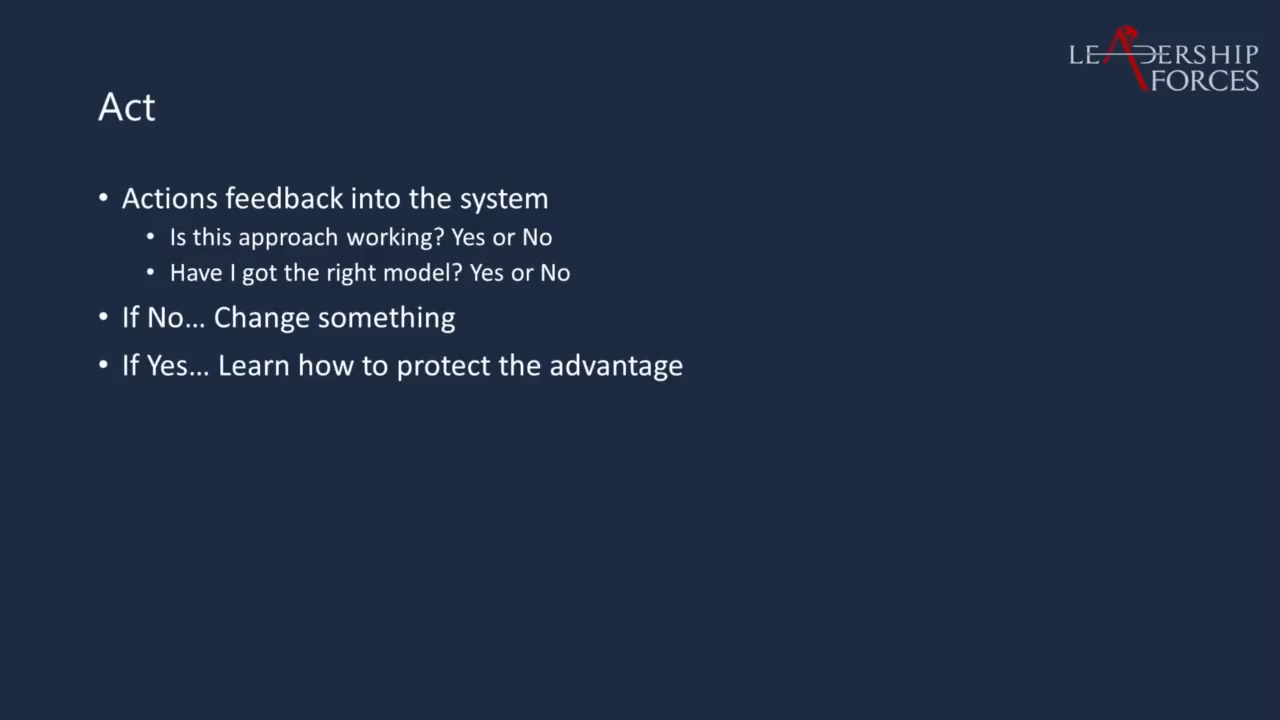 LEADERSHIP
FORCES
Act
• Actions feedback into the system
• Is this approach working? Yes or No
• Have I got the right model? Yes or No
• If No... Change something
• If Yes... Learn how to protect the advantage